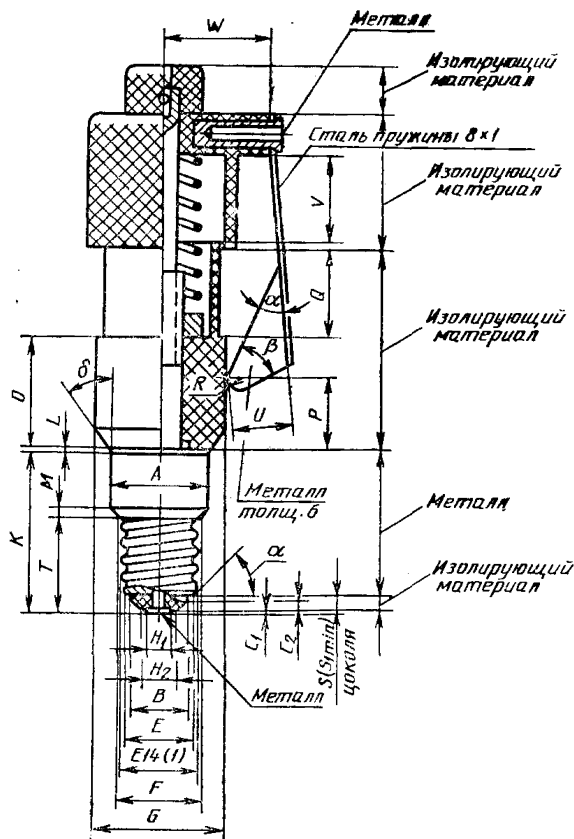 W
Металл
Изолирующий
материал
Сталь пружины 8×1
Изолирующий
материал
V
Q
α
β
Изолирующий
материал
δ
D
R
U
P
L
A
Металл
толщ. 6
M
K
T
Металл
α
Изолирующий
материал
H1
H2
C1
C2
S(S1min)
цоколя
Металл
B
E
E14(1)
F
G